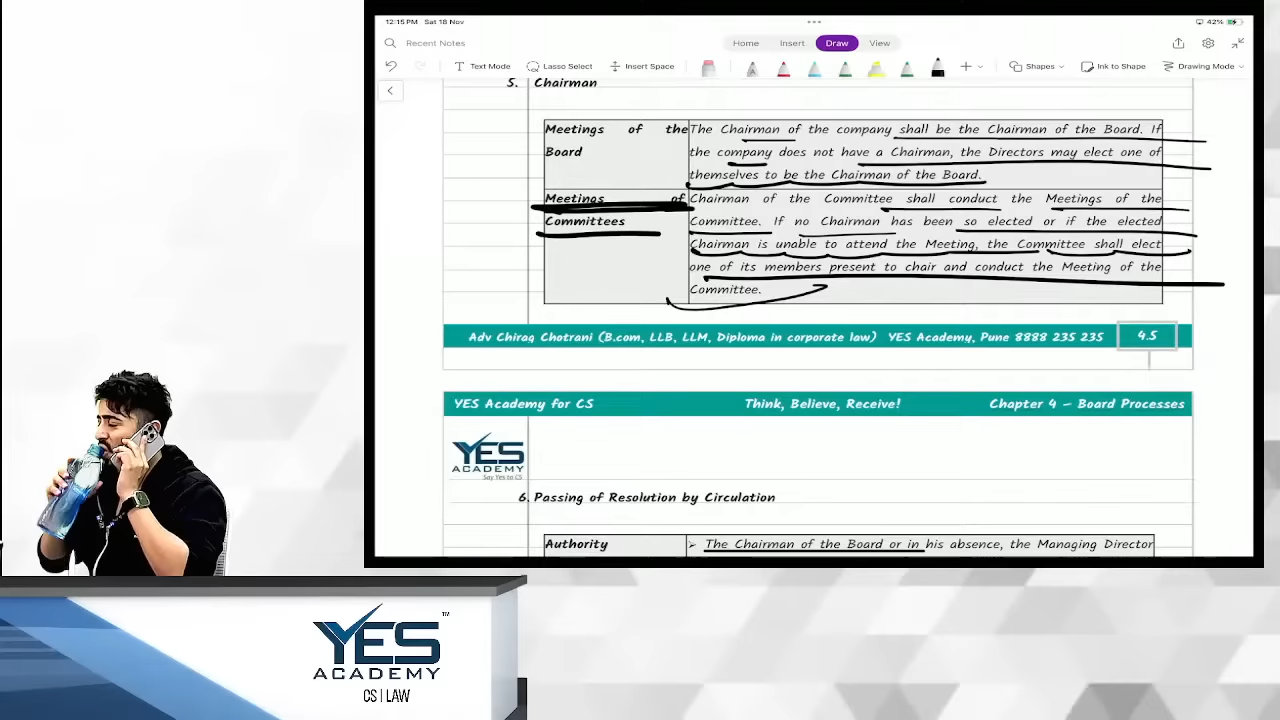 12:15 PM Sat 18 Nov
42%
Recent Notes
Home Insert Draw View
Text Mode Lasso Select Insert Space Shapes Ink to Shape Drawing Mode
5. Chairman
Meetings of the Board
The Chairman of the company shall be the Chairman of the Board. If
the company does not have a Chairman, the Directors may elect one of
themselves to be the Chairman of the Board.
Meetings of Committees
Chairman of the Committee shall conduct the Meetings of the
Committee. If no Chairman has been so elected or if the elected
Chairman is unable to attend the Meeting, the Committee shall elect
one of its members present to chair and conduct the Meeting of the
Committee.
Adv Chirag Chotrani (B.com, LLB, LLM, Diploma in corporate law) YES Academy, Pune 8888 235 235 4.5
YES Academy for CS Think, Believe, Receive! Chapter 4 – Board Processes
YES
ACADEMY
Say Yes to CS
6. Passing of Resolution by Circulation
Authority ➢ The Chairman of the Board or in his absence, the Managing Director
YES™
ACADEMY
CS | LAW